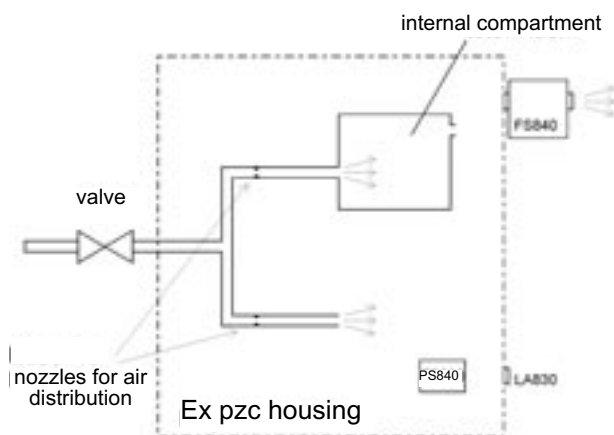 internal compartment
FS840
valve
nozzles for air
distribution
PS840
LA830
Ex pzc housing